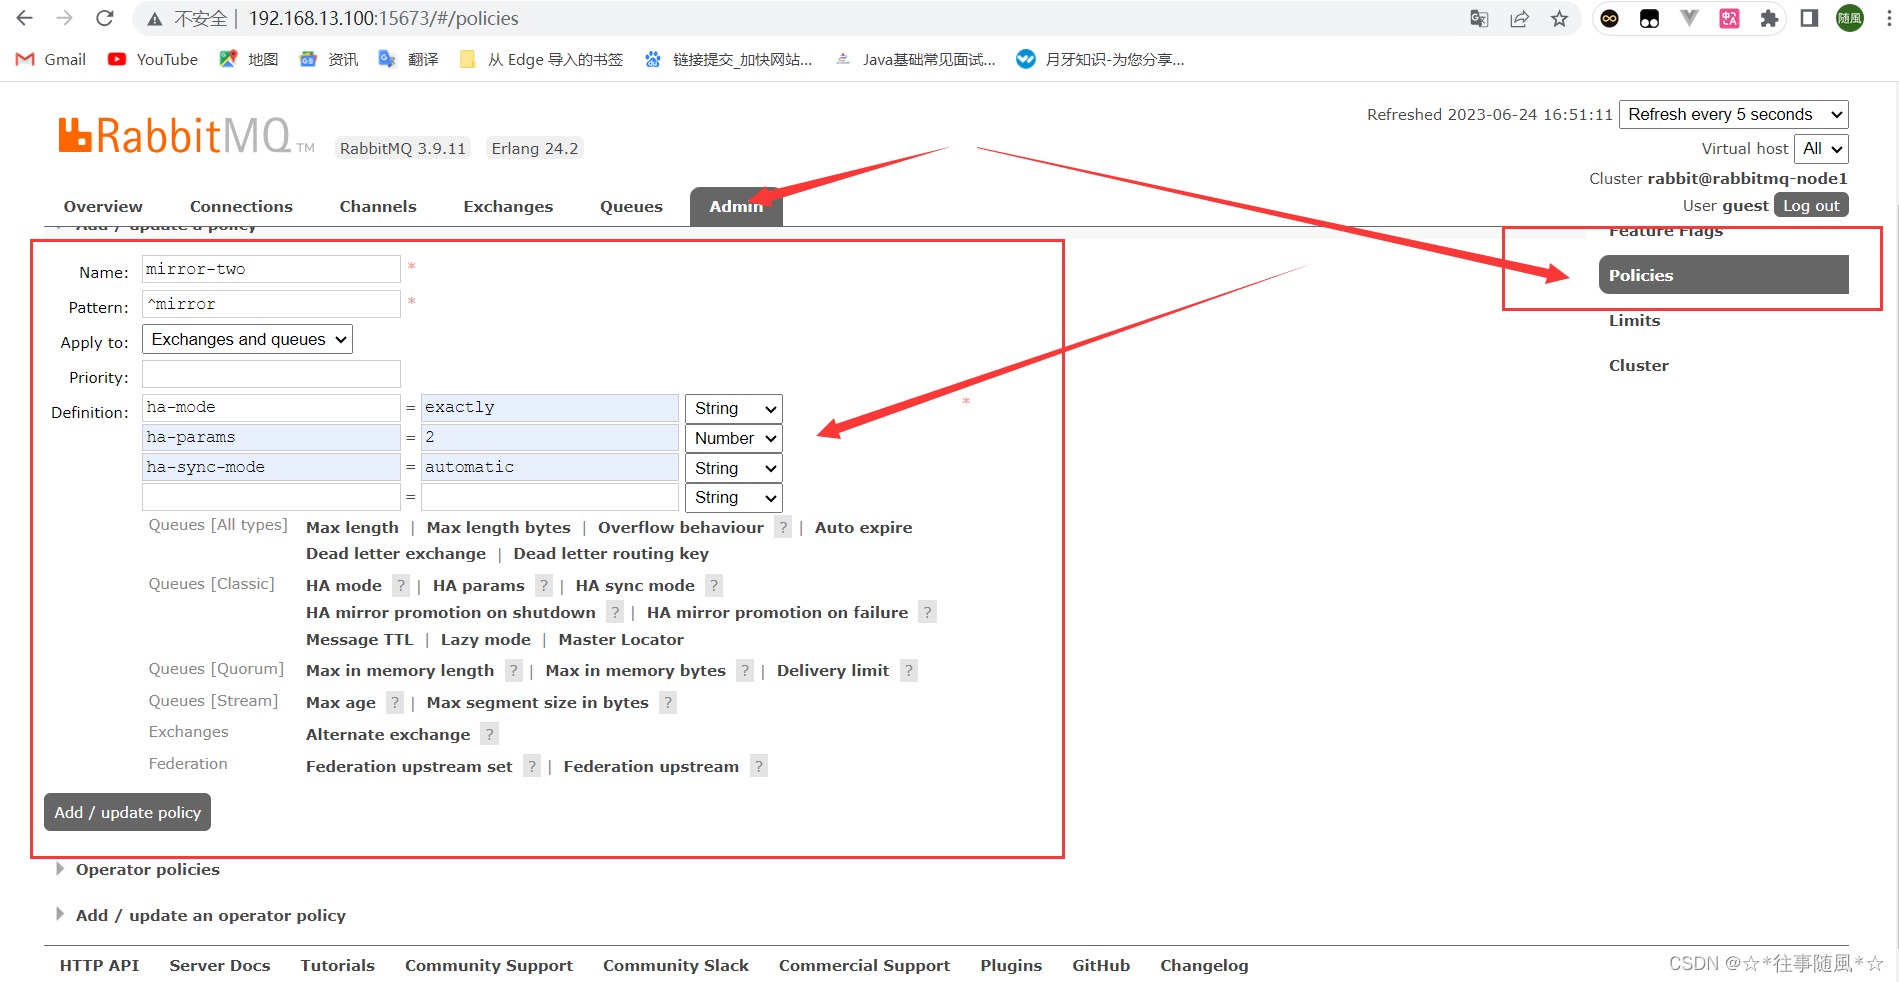 不安全 | 192.168.13.100:15673/#/policies
Gmail YouTube 地图 资讯 翻译 从 Edge 导入的书签 链接提交_加快网站... Java基础常见面试... 月牙知识-为您分享...
RabbitMQ TM RabbitMQ 3.9.11 Erlang 24.2
Refreshed 2023-06-24 16:51:11 Refresh every 5 seconds
Virtual host All
Cluster rabbit@rabbitmq-node1
User guest Log out
Overview Connections Channels Exchanges Queues Admin
Add / update a policy
Feature Flags
Policies
Limits
Cluster
Name: mirror-two *
Pattern: ^mirror *
Apply to: Exchanges and queues
Priority:
Definition: ha-mode = exactly String *
ha-params = 2 Number
ha-sync-mode = automatic String
= String
Queues [All types] Max length | Max length bytes | Overflow behaviour ? | Auto expire
Dead letter exchange | Dead letter routing key
Queues [Classic] HA mode ? | HA params ? | HA sync mode ?
HA mirror promotion on shutdown ? | HA mirror promotion on failure ?
Message TTL | Lazy mode | Master Locator
Queues [Quorum] Max in memory length ? | Max in memory bytes ? | Delivery limit ?
Queues [Stream] Max age ? | Max segment size in bytes ?
Exchanges Alternate exchange ?
Federation Federation upstream set ? | Federation upstream ?
Add / update policy
Operator policies
Add / update an operator policy
HTTP API Server Docs Tutorials Community Support Community Slack Commercial Support Plugins GitHub Changelog
CSDN @☆*往事随風*☆